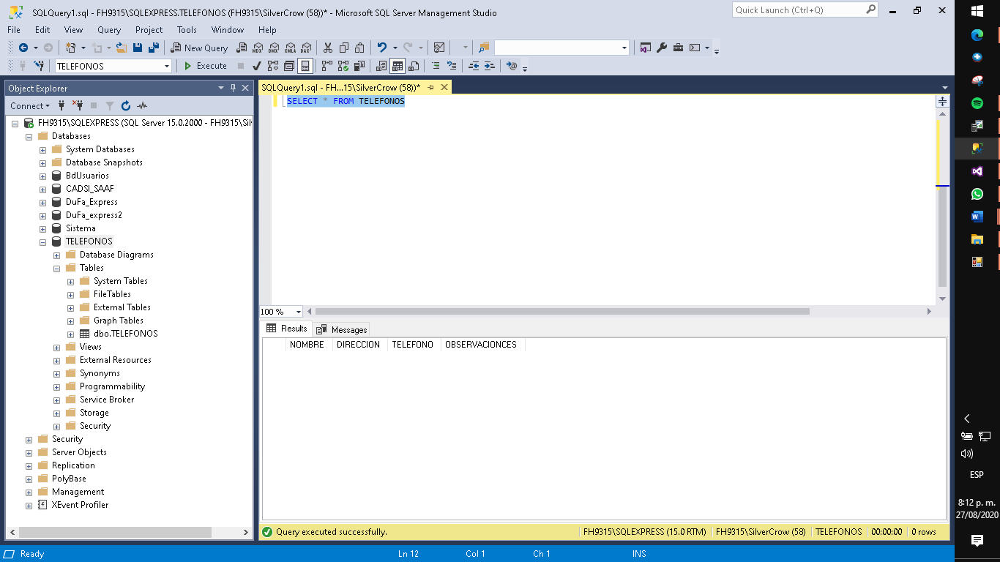 SQLQuery1.sql - FH9315\SQLEXPRESS.TELEFONOS (FH9315\SilverCrow (58))* - Microsoft SQL Server Management Studio
Quick Launch (Ctrl+Q)
File Edit View Query Project Tools Window Help
New Query
MDX DMX XMLA DAX
TELEFONOS
Execute
Object Explorer
Connect
FH9315\SQLEXPRESS (SQL Server 15.0.2000 - FH9315\Sil
Databases
System Databases
Database Snapshots
BdUsuarios
CADSI_SAAF
DuFa_Express
DuFa_express2
Sistema
TELEFONOS
Database Diagrams
Tables
System Tables
FileTables
External Tables
Graph Tables
dbo.TELEFONOS
Views
External Resources
Synonyms
Programmability
Service Broker
Storage
Security
Security
Server Objects
Replication
PolyBase
Management
XEvent Profiler
SQLQuery1.sql - FH...15\SilverCrow (58))*
SELECT * FROM TELEFONOS
100 %
Results Messages
NOMBRE DIRECCION TELEFONO OBSERVACIONCES
Query executed successfully.
FH9315\SQLEXPRESS (15.0 RTM) FH9315\SilverCrow (58) TELEFONOS 00:00:00 0 rows
Ready Ln 12 Col 1 Ch 1 INS
ESP
8:12 p. m.
27/08/2020